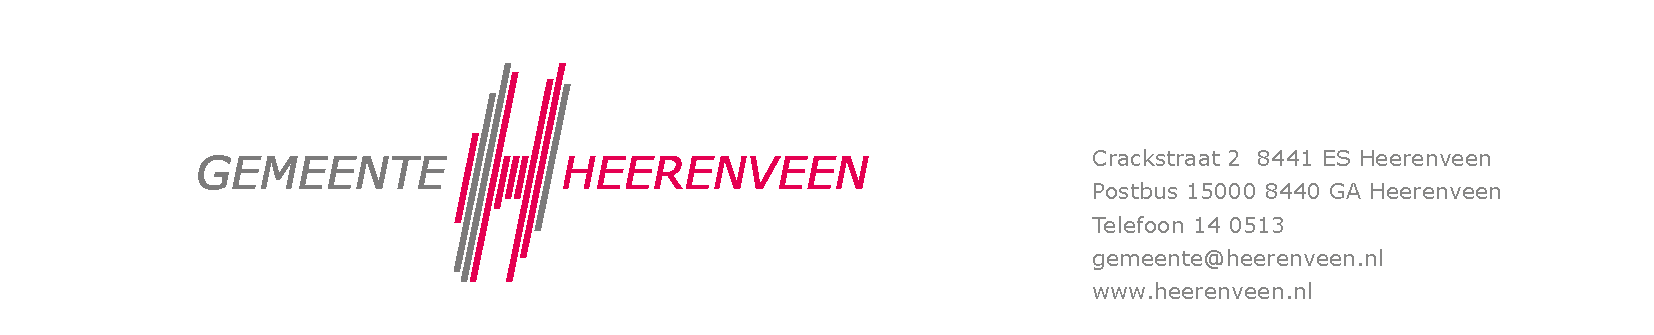 GEMEENTE HEERENVEEN
Crackstraat 2  8441 ES Heerenveen
Postbus 15000 8440 GA Heerenveen
Telefoon 14 0513
gemeente@heerenveen.nl
www.heerenveen.nl